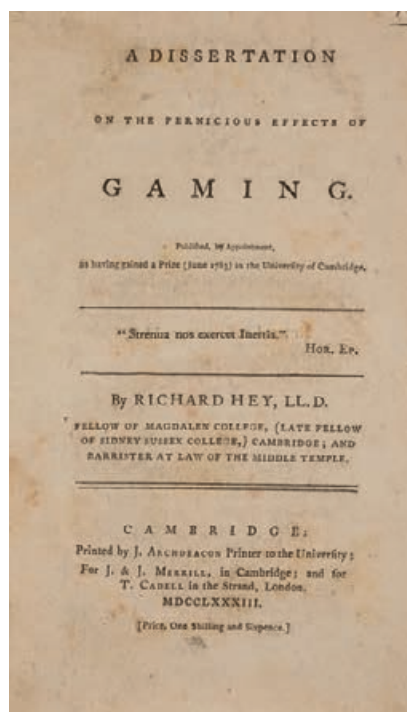 A DISSERTATION
ON THE PERNICIOUS EFFECTS OF
GAMING.
Published, by Appointment,
as having gained a Prize (June 1783) in the University of Cambridge.
"Strenua nos exercet Inertia."
HOR. EP.
By RICHARD HEY, LL.D.
FELLOW OF MAGDALEN COLLEGE, (LATE FELLOW
OF SIDNEY SUSSEX COLLEGE,) CAMBRIDGE; AND
BARRISTER AT LAW OF THE MIDDLE TEMPLE.
CAMBRIDGE;
Printed by J. ARCHDEACON Printer to the University;
For J. & J. MERRILL, in Cambridge; and for
T. CADELL in the Strand, London.
MDCCLXXXIII.
[Price, One Shilling and Sixpence.]